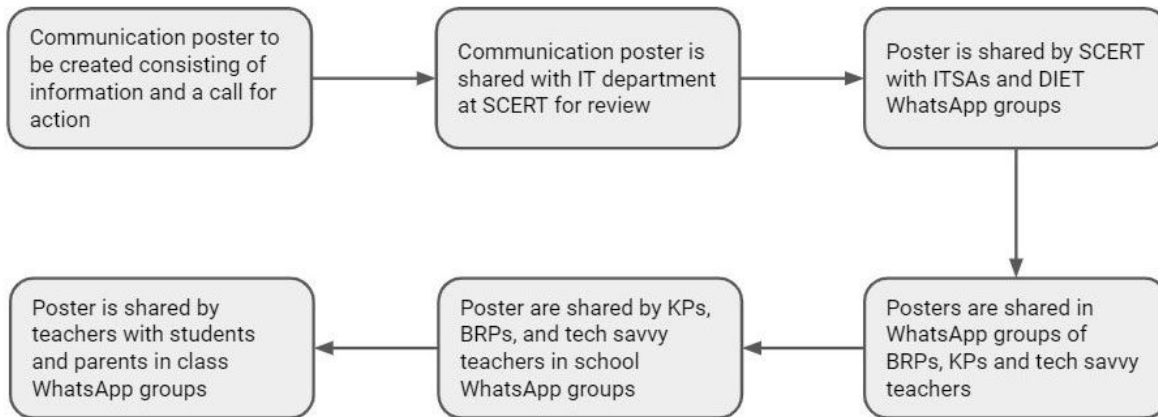 Communication poster to
be created consisting of
information and a call for
action
Communication poster is
shared with IT department
at SCERT for review
Poster is shared by SCERT
with ITSAs and DIET
WhatsApp groups
Posters are shared in
WhatsApp groups of
BRPs, KPs and tech savvy
teachers
Poster are shared by KPs,
BRPs, and tech savvy
teachers in school
WhatsApp groups
Poster is shared by
teachers with students
and parents in class
WhatsApp groups